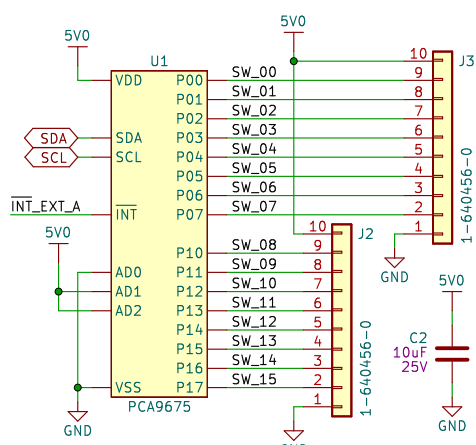 5V0
5V0
U1
J3
VDD
P00
SW_00
10
P01
SW_01
9
P02
SW_02
8
SDA
SDA
P03
SW_03
7
SCL
SCL
P04
SW_04
6
P05
SW_05
5
P06
SW_06
4
INT_EXT_A
INT
P07
SW_07
3
2
1
1-640456-0
5V0
GND
J2
10
P10
SW_08
9
AD0
P11
SW_09
8
AD1
P12
SW_10
7
AD2
P13
SW_11
6
P14
SW_12
5
P15
SW_13
4
P16
SW_14
3
VSS
P17
SW_15
2
1
1-640456-0
PCA9675
GND
GND
5V0
C2
10uF
25V
GND